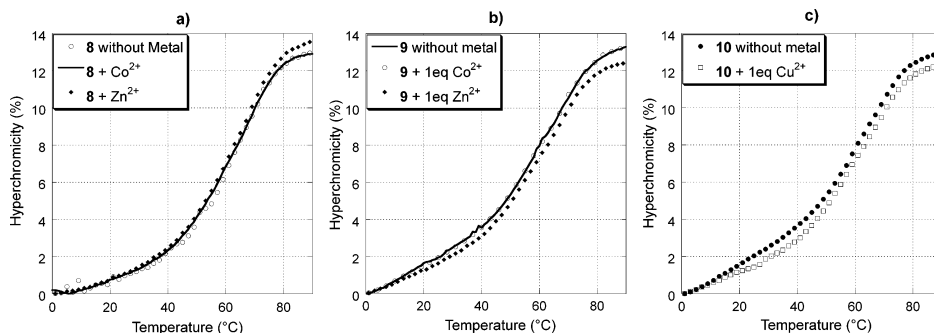 a)
8 without Metal
8 + Co2+
8 + Zn2+
Hyperchromicity (%)
14
12
10
8
6
4
2
0
0 20 40 60 80
Temperature (°C)
b)
9 without metal
9 + 1eq Co2+
9 + 1eq Zn2+
Hyperchromicity (%)
14
12
10
8
6
4
2
0
0 20 40 60 80
Temperature (°C)
c)
10 without metal
10 + 1eq Cu2+
Hyperchromicity (%)
14
12
10
8
6
4
2
0
0 20 40 60 80
Temperature (°C)